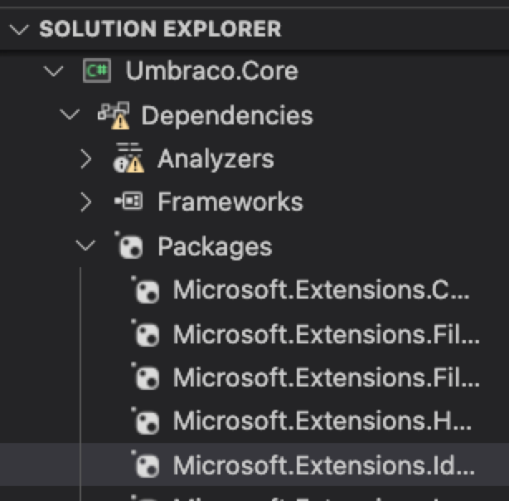 SOLUTION EXPLORER
C# Umbraco.Core
Dependencies
Analyzers
Frameworks
Packages
Microsoft.Extensions.C...
Microsoft.Extensions.Fil...
Microsoft.Extensions.Fil...
Microsoft.Extensions.H...
Microsoft.Extensions.Id...